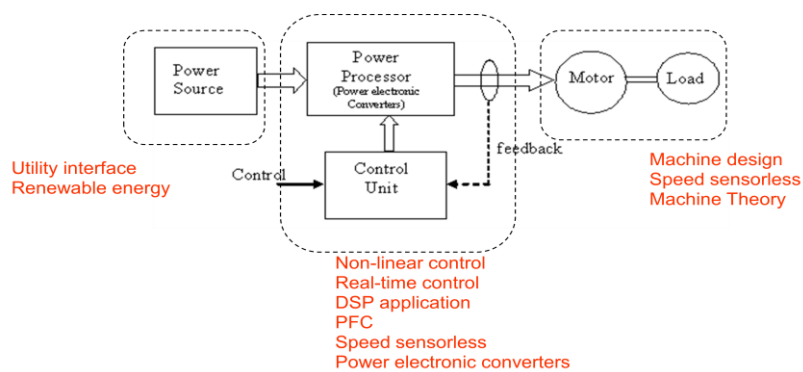 Power
Source
Power
Processor
(Power electronic
Converters)
Motor
Load
feedback
Control
Control
Unit
Utility interface
Renewable energy
Machine design
Speed sensorless
Machine Theory
Non-linear control
Real-time control
DSP application
PFC
Speed sensorless
Power electronic converters